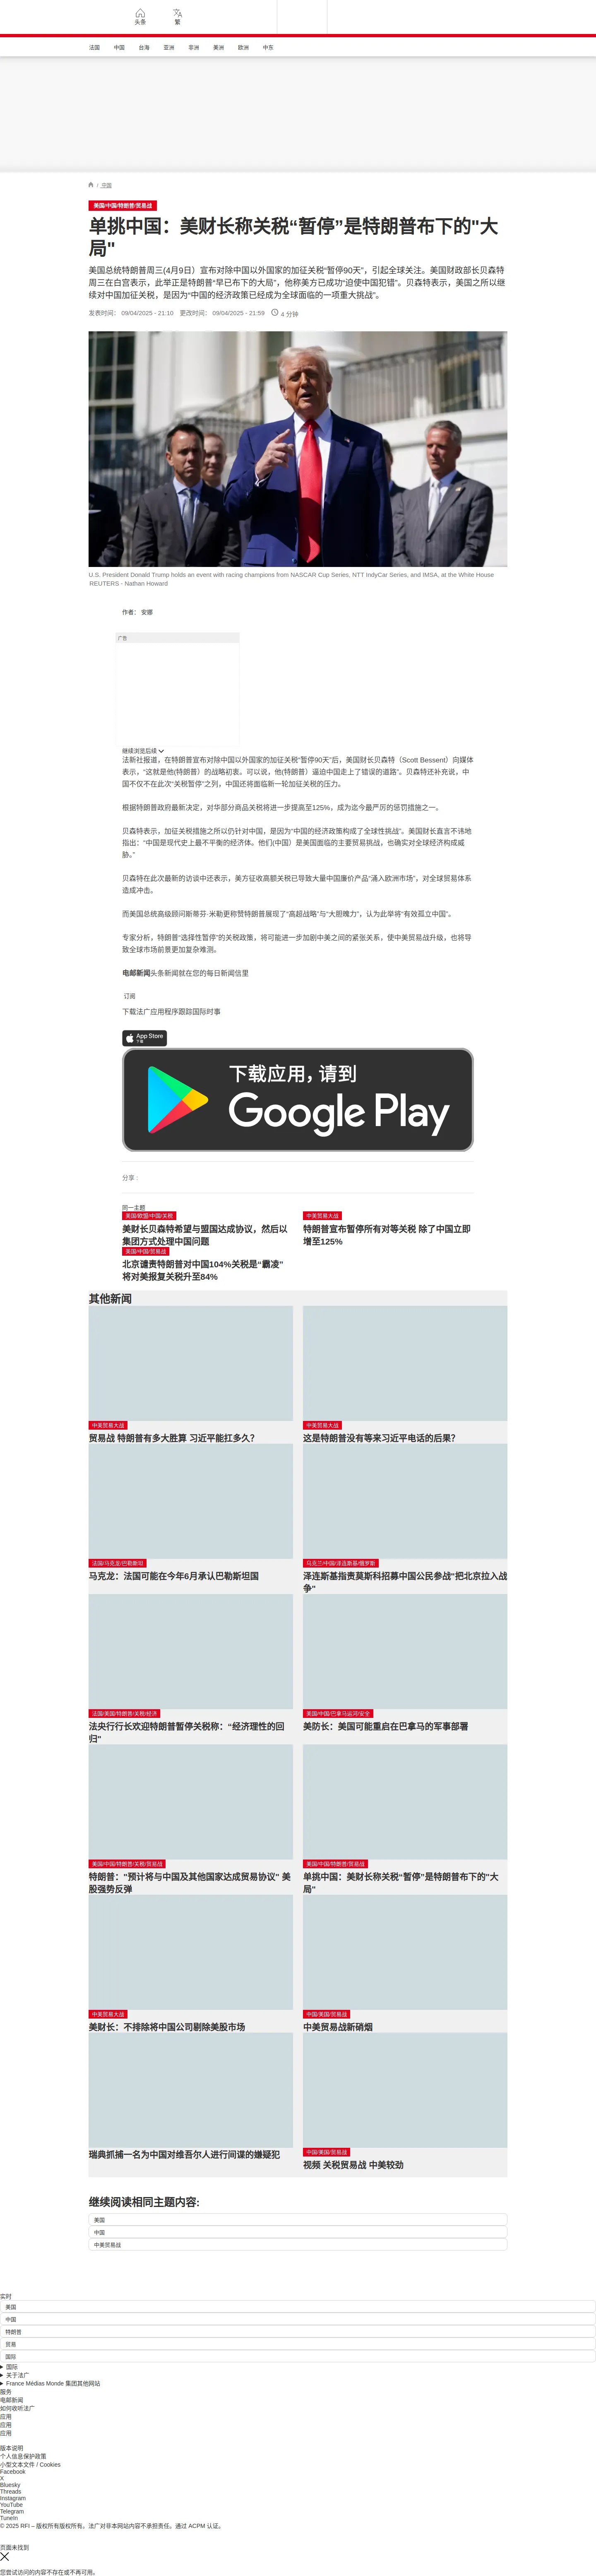 头条
繁
法国 中国 台海 亚洲 非洲 美洲 欧洲 中东
/ 中国
美国/中国/特朗普/贸易战
单挑中国：美财长称关税“暂停”是特朗普布下的"大
局"
美国总统特朗普周三(4月9日）宣布对除中国以外国家的加征关税“暂停90天”，引起全球关注。美国财政部长贝森特
周三在白宫表示，此举正是特朗普“早已布下的大局”，他称美方已成功“迫使中国犯错”。贝森特表示，美国之所以继
续对中国加征关税，是因为“中国的经济政策已经成为全球面临的一项重大挑战”。
发表时间： 09/04/2025 - 21:10 更改时间： 09/04/2025 - 21:59 4 分钟
U.S. President Donald Trump holds an event with racing champions from NASCAR Cup Series, NTT IndyCar Series, and IMSA, at the White House
REUTERS - Nathan Howard
作者： 安娜
广告
继续浏览后续
法新社报道，在特朗普宣布对除中国以外国家的加征关税“暂停90天”后，美国财长贝森特（Scott Bessent）向媒体
表示，“这就是他(特朗普）的战略初衷。可以说，他(特朗普）逼迫中国走上了错误的道路”。贝森特还补充说，中
国不仅不在此次“关税暂停”之列，中国还将面临新一轮加征关税的压力。
根据特朗普政府最新决定，对华部分商品关税将进一步提高至125%，成为迄今最严厉的惩罚措施之一。
贝森特表示，加征关税措施之所以仍针对中国，是因为“中国的经济政策构成了全球性挑战”。美国财长直言不讳地
指出：“中国是现代史上最不平衡的经济体。他们(中国）是美国面临的主要贸易挑战，也确实对全球经济构成威
胁。”
贝森特在此次最新的访谈中还表示，美方征收高额关税已导致大量中国廉价产品“涌入欧洲市场”，对全球贸易体系
造成冲击。
而美国总统高级顾问斯蒂芬·米勒更称赞特朗普展现了“高超战略”与“大胆魄力”，认为此举将“有效孤立中国”。
专家分析，特朗普“选择性暂停”的关税政策，将可能进一步加剧中美之间的紧张关系，使中美贸易战升级，也将导
致全球市场前景更加复杂难测。
电邮新闻头条新闻就在您的每日新闻信里
订阅
下载法广应用程序跟踪国际时事
App Store
下载
下载应用，请到
Google Play
分享 :
同一主题
美国/欧盟/中国/关税
美财长贝森特希望与盟国达成协议，然后以
集团方式处理中国问题
中美贸易大战
特朗普宣布暂停所有对等关税 除了中国立即
增至125%
美国/中国/贸易战
北京谴责特朗普对中国104%关税是“霸凌”
将对美报复关税升至84%
其他新闻
中美贸易大战
贸易战 特朗普有多大胜算 习近平能扛多久？
中美贸易大战
这是特朗普没有等来习近平电话的后果？
法国/马克龙/巴勒斯坦
马克龙：法国可能在今年6月承认巴勒斯坦国
乌克兰/中国/泽连斯基/俄罗斯
泽连斯基指责莫斯科招募中国公民参战"把北京拉入战
争"
法国/美国/特朗普/关税/经济
法央行行长欢迎特朗普暂停关税称：“经济理性的回
归”
美国/中国/巴拿马运河/安全
美防长：美国可能重启在巴拿马的军事部署
美国/中国/特朗普/关税/贸易战
特朗普："预计将与中国及其他国家达成贸易协议" 美
股强势反弹
美国/中国/特朗普/贸易战
单挑中国：美财长称关税“暂停”是特朗普布下的"大
局"
中美贸易大战
美财长：不排除将中国公司剔除美股市场
中国/美国/贸易战
中美贸易战新硝烟
瑞典抓捕一名为中国对维吾尔人进行间谍的嫌疑犯
中国/美国/贸易战
视频 关税贸易战 中美较劲
继续阅读相同主题内容:
美国
中国
中美贸易战
实时
美国
中国
特朗普
贸易
国际
国际
关于法广
France Médias Monde 集团其他网站
服务
电邮新闻
如何收听法广
应用
应用
应用
版本说明
个人信息保护政策
小型文本文件 / Cookies
Facebook
X
Bluesky
Threads
Instagram
YouTube
Telegram
TuneIn
© 2025 RFI – 版权所有版权所有。法广对非本网站内容不承担责任。通过 ACPM 认证。
页面未找到
您尝试访问的内容不存在或不再可用。